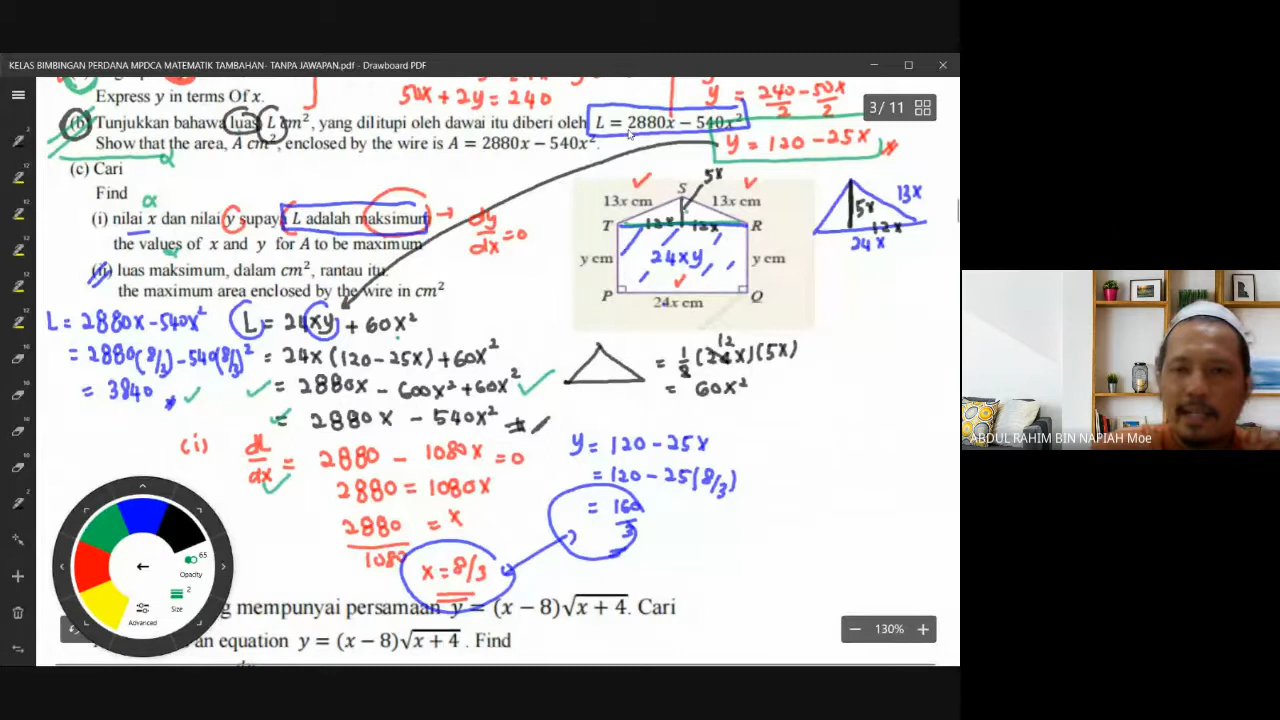 KELAS BIMBINGAN PERDANA MPDCA MATEMATIK TAMBAHAN- TANPA JAWAPAN.pdf - Drawboard PDF
3 / 11
Express y in terms Of x.
50x + 2y = 240
y = 240 - 50x
2 2
y = 120 - 25x
(b) Tunjukkan bahawa luas L cm², yang dilitupi oleh dawai itu diberi oleh L = 2880x − 540x²
Show that the area, A cm², enclosed by the wire is A = 2880x − 540x².
(c) Cari
Find
(i) nilai x dan nilai y supaya L adalah maksimum → dy/dx = 0
the values of x and y for A to be maximum
(ii) luas maksimum, dalam cm², rantau itu.
the maximum area enclosed by the wire in cm²
S
5x
13x cm
13x cm
T
12x
12x
R
y cm
24xy
y cm
P
24x cm
Q
13x
5x
12x
24x
L = 2880x - 540x²
= 2880(8/3) - 540(8/3)²
= 3840
L = 24xy + 60x²
= 24x (120 - 25x) + 60x²
= 2880x - 600x² + 60x²
= 2880x - 540x²
= 1/2 (24x)(5x)
12
= 60x²
(i) dL/dx = 2880 - 1080x = 0
2880 = 1080x
2880/1080 = x
x = 8/3
y = 120 - 25x
= 120 - 25(8/3)
= 160/3
mempunyai persamaan y = (x − 8)√x + 4. Cari
an equation y = (x − 8)√x + 4. Find
65
Opacity
2
Size
Advanced
130%
ABDUL RAHIM BIN NAPIAH Moe